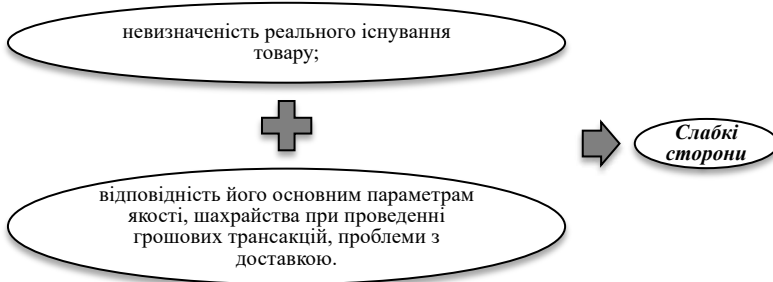 невизначеність реального існування
товару;
Слабкі
сторони
відповідність його основним параметрам
якості, шахрайства при проведенні
грошових трансакцій, проблеми з
доставкою.